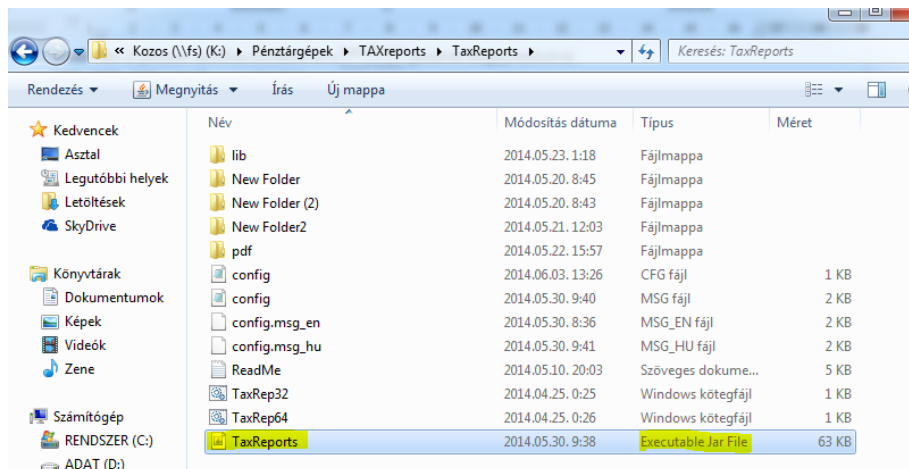 « Kozos (\\fs) (K:) ▸ Pénztárgépek ▸ TAXreports ▸ TaxReports ▸ Keresés: TaxReports
Rendezés ▾ Megnyitás ▾ Írás Új mappa
Név Módosítás dátuma Típus Méret
Kedvencek
Asztal
Legutóbbi helyek
Letöltések
SkyDrive
Könyvtárak
Dokumentumok
Képek
Videók
Zene
Számítógép
RENDSZER (C:)
ADAT (D:)
lib 2014.05.23. 1:18 Fájlmappa
New Folder 2014.05.20. 8:45 Fájlmappa
New Folder (2) 2014.05.20. 8:43 Fájlmappa
New Folder2 2014.05.21. 12:03 Fájlmappa
pdf 2014.05.22. 15:57 Fájlmappa
config 2014.06.03. 13:26 CFG fájl 1 KB
config 2014.05.30. 9:40 MSG fájl 2 KB
config.msg_en 2014.05.30. 8:36 MSG_EN fájl 2 KB
config.msg_hu 2014.05.30. 9:41 MSG_HU fájl 2 KB
ReadMe 2014.05.10. 20:03 Szöveges dokume... 5 KB
TaxRep32 2014.04.25. 0:25 Windows kötegfájl 1 KB
TaxRep64 2014.04.25. 0:26 Windows kötegfájl 1 KB
TaxReports 2014.05.30. 9:38 Executable Jar File 63 KB